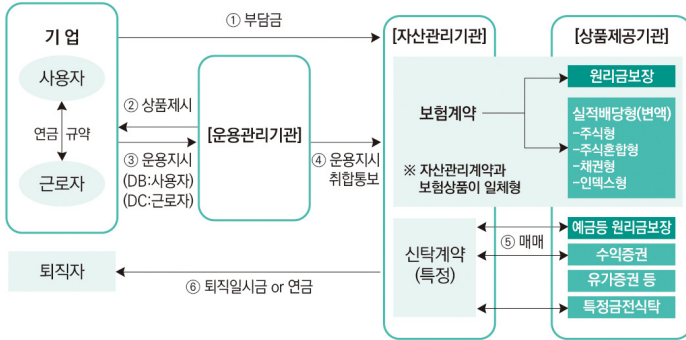 기 업
사용자
연금 규약
근로자
퇴직자
① 부담금
② 상품제시
③ 운용지시
(DB:사용자)
(DC:근로자)
[운용관리기관]
④ 운용지시
취합통보
⑥ 퇴직일시금 or 연금
[자산관리기관]
보험계약
※ 자산관리계약과
보험상품이 일체형
신탁계약
(특정)
⑤ 매매
[상품제공기관]
원리금보장
실적배당형(변액)
-주식형
-주식혼합형
-채권형
-인덱스형
예금등 원리금보장
수익증권
유가증권 등
특정금전식탁